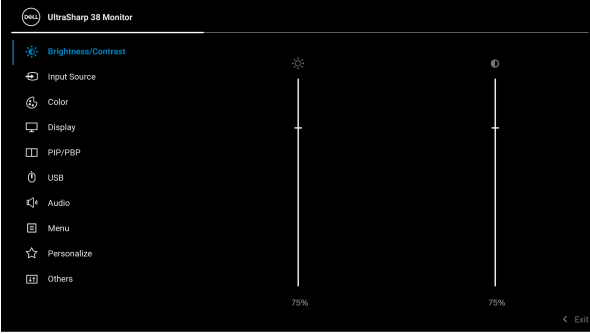 DELL UltraSharp 38 Monitor
Brightness/Contrast
Input Source
Color
Display
PIP/PBP
USB
Audio
Menu
Personalize
Others
75% 75%
Exit